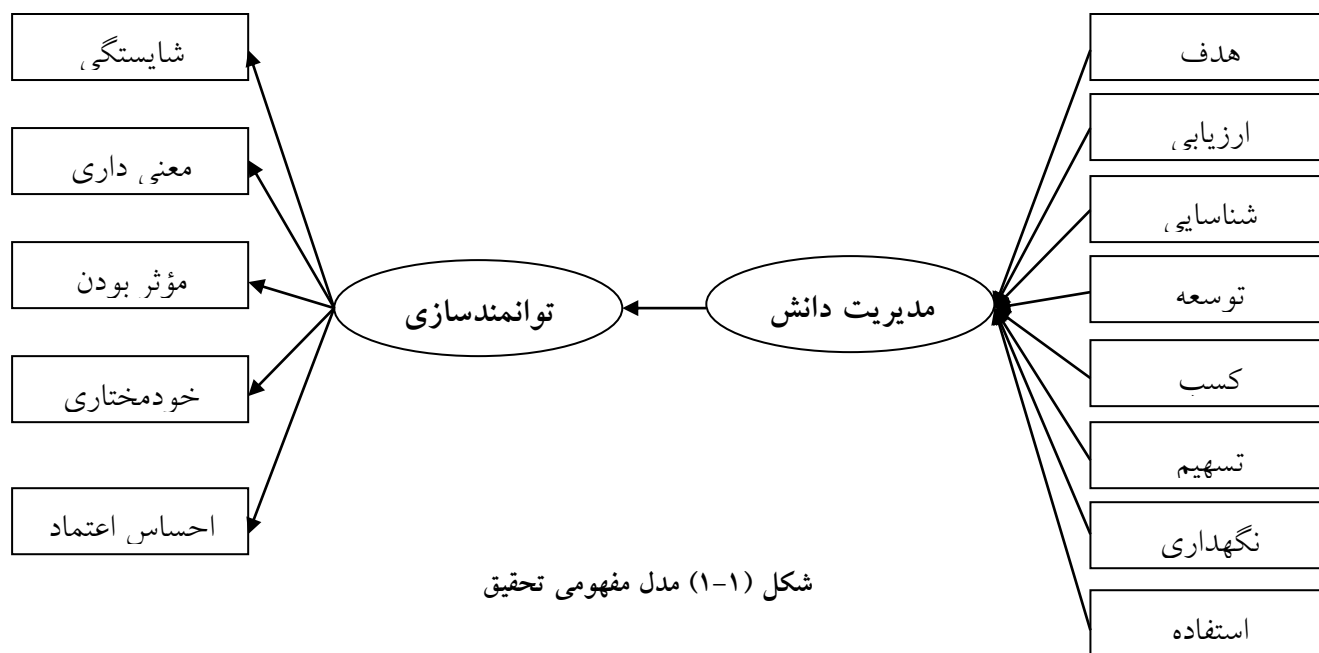 هدف
ارزیابی
شناسایی
توسعه
کسب
تسهیم
نگهداری
استفاده
مدیریت دانش
توانمندسازی
شایستگی
معنی داری
مؤثر بودن
خودمختاری
احساس اعتماد
شکل (۱-۱) مدل مفهومی تحقیق